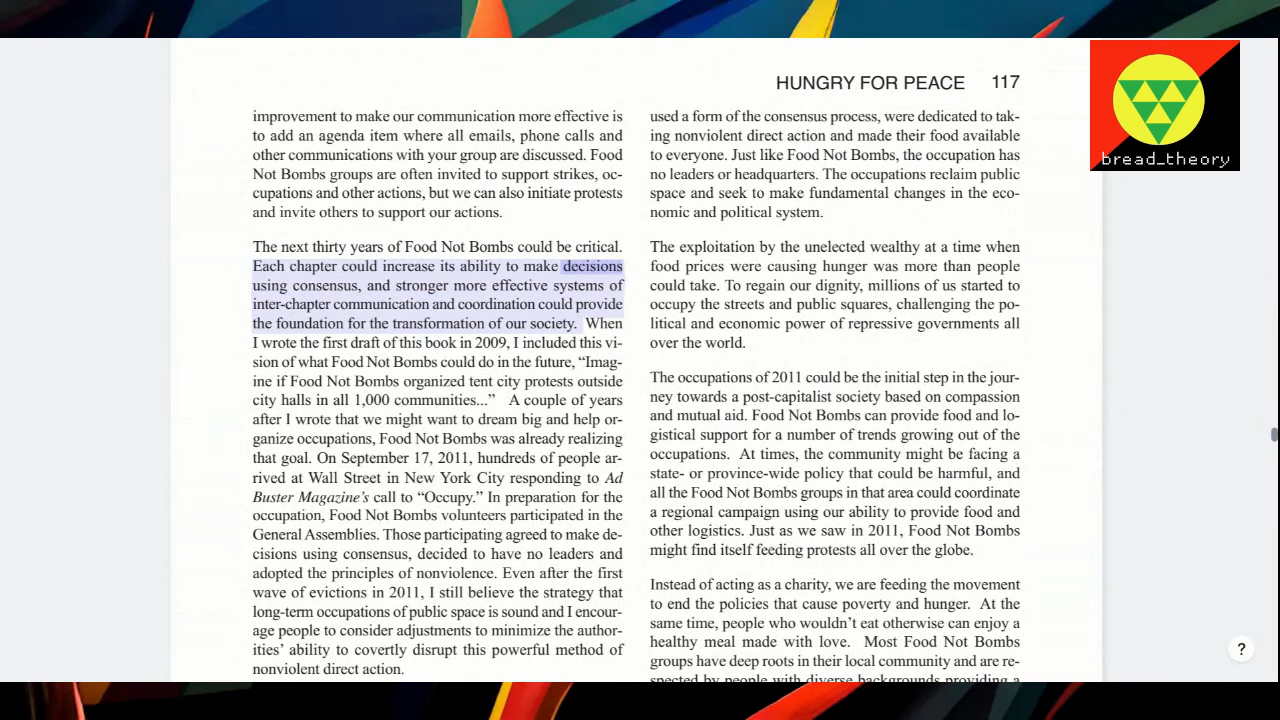 HUNGRY FOR PEACE 117
improvement to make our communication more effective is
to add an agenda item where all emails, phone calls and
other communications with your group are discussed. Food
Not Bombs groups are often invited to support strikes, oc-
cupations and other actions, but we can also initiate protests
and invite others to support our actions.
The next thirty years of Food Not Bombs could be critical.
Each chapter could increase its ability to make decisions
using consensus, and stronger more effective systems of
inter-chapter communication and coordination could provide
the foundation for the transformation of our society. When
I wrote the first draft of this book in 2009, I included this vi-
sion of what Food Not Bombs could do in the future, “Imag-
ine if Food Not Bombs organized tent city protests outside
city halls in all 1,000 communities...” A couple of years
after I wrote that we might want to dream big and help or-
ganize occupations, Food Not Bombs was already realizing
that goal. On September 17, 2011, hundreds of people ar-
rived at Wall Street in New York City responding to Ad
Buster Magazine’s call to “Occupy.” In preparation for the
occupation, Food Not Bombs volunteers participated in the
General Assemblies. Those participating agreed to make de-
cisions using consensus, decided to have no leaders and
adopted the principles of nonviolence. Even after the first
wave of evictions in 2011, I still believe the strategy that
long-term occupations of public space is sound and I encour-
age people to consider adjustments to minimize the author-
ities’ ability to covertly disrupt this powerful method of
nonviolent direct action.
used a form of the consensus process, were dedicated to tak-
ing nonviolent direct action and made their food available
to everyone. Just like Food Not Bombs, the occupation has
no leaders or headquarters. The occupations reclaim public
space and seek to make fundamental changes in the eco-
nomic and political system.
The exploitation by the unelected wealthy at a time when
food prices were causing hunger was more than people
could take. To regain our dignity, millions of us started to
occupy the streets and public squares, challenging the po-
litical and economic power of repressive governments all
over the world.
The occupations of 2011 could be the initial step in the jour-
ney towards a post-capitalist society based on compassion
and mutual aid. Food Not Bombs can provide food and lo-
gistical support for a number of trends growing out of the
occupations. At times, the community might be facing a
state- or province-wide policy that could be harmful, and
all the Food Not Bombs groups in that area could coordinate
a regional campaign using our ability to provide food and
other logistics. Just as we saw in 2011, Food Not Bombs
might find itself feeding protests all over the globe.
Instead of acting as a charity, we are feeding the movement
to end the policies that cause poverty and hunger. At the
same time, people who wouldn’t eat otherwise can enjoy a
healthy meal made with love. Most Food Not Bombs
groups have deep roots in their local community and are re-
spected by people with diverse backgrounds providing a
bread_theory
?